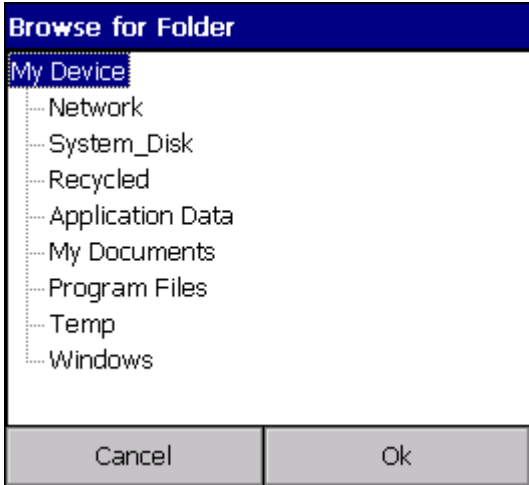 Browse for Folder
My Device
Network
System_Disk
Recycled
Application Data
My Documents
Program Files
Temp
Windows
Cancel Ok